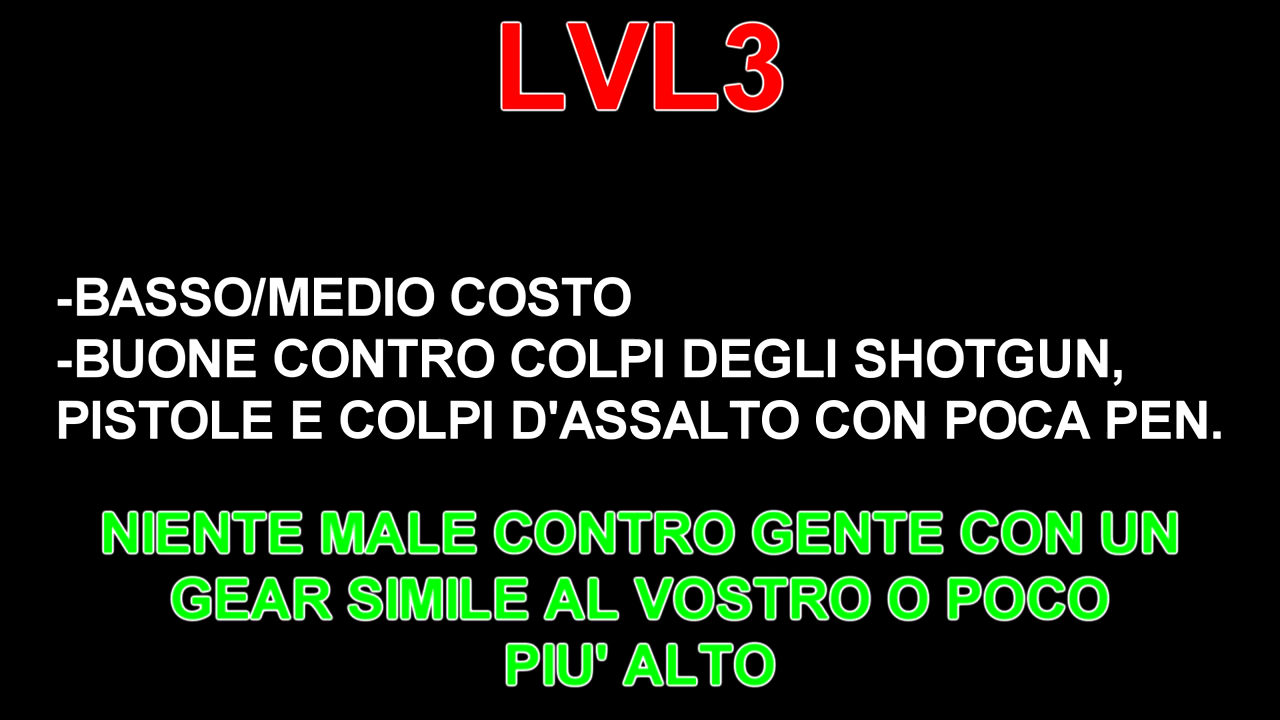 LVL3
-BASSO/MEDIO COSTO
-BUONE CONTRO COLPI DEGLI SHOTGUN,
PISTOLE E COLPI D'ASSALTO CON POCA PEN.
NIENTE MALE CONTRO GENTE CON UN
GEAR SIMILE AL VOSTRO O POCO
PIU' ALTO